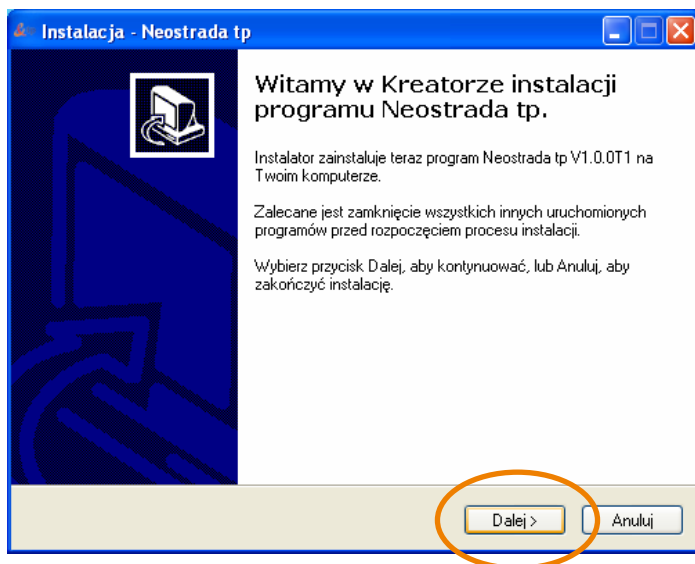 Instalacja - Neostrada tp
Witamy w Kreatorze instalacji
programu Neostrada tp.
Instalator zainstaluje teraz program Neostrada tp V1.0.0T1 na
Twoim komputerze.
Zalecane jest zamknięcie wszystkich innych uruchomionych
programów przed rozpoczęciem procesu instalacji.
Wybierz przycisk Dalej, aby kontynuować, lub Anuluj, aby
zakończyć instalację.
Dalej > Anuluj